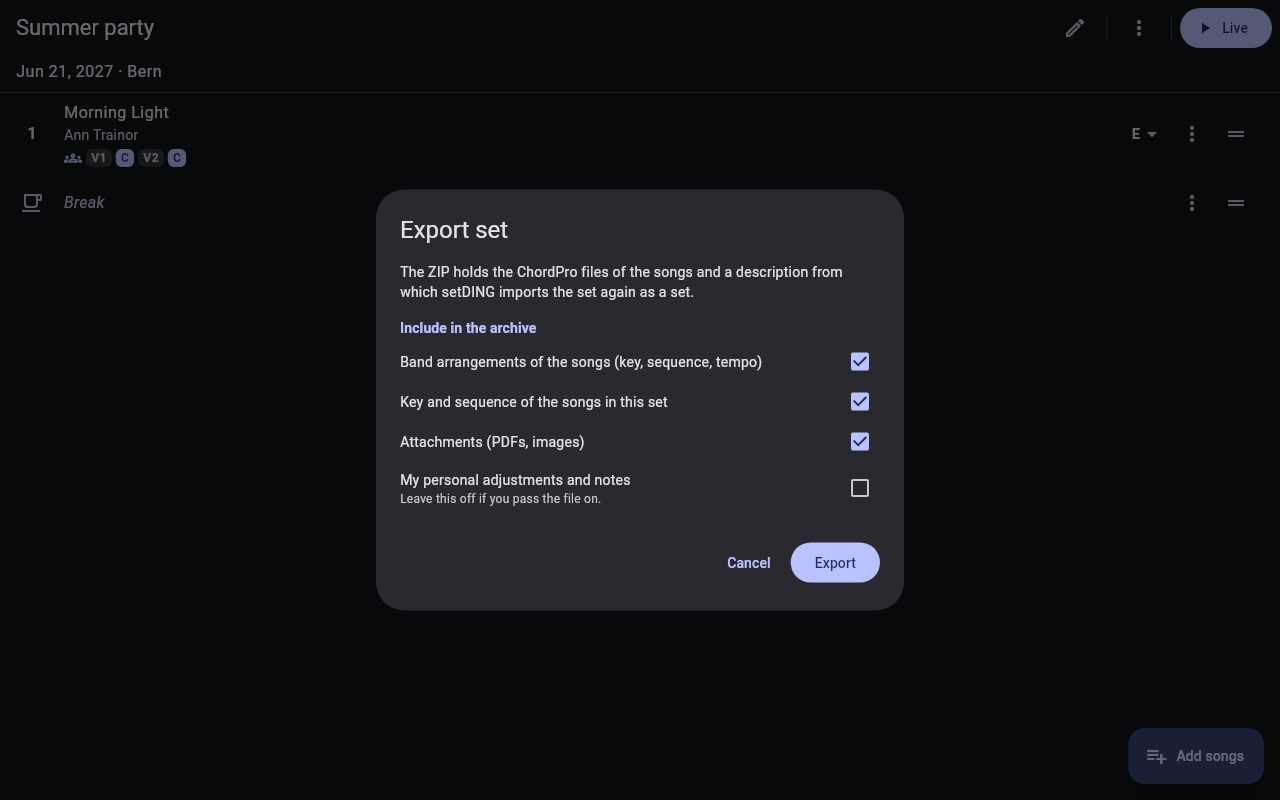 Summer party
Live
Jun 21, 2027 · Bern
1
Morning Light
Ann Trainor
V1 C V2 C
E
Break
Export set
The ZIP holds the ChordPro files of the songs and a description from
which setDING imports the set again as a set.
Include in the archive
Band arrangements of the songs (key, sequence, tempo)
Key and sequence of the songs in this set
Attachments (PDFs, images)
My personal adjustments and notes
Leave this off if you pass the file on.
Cancel
Export
Add songs